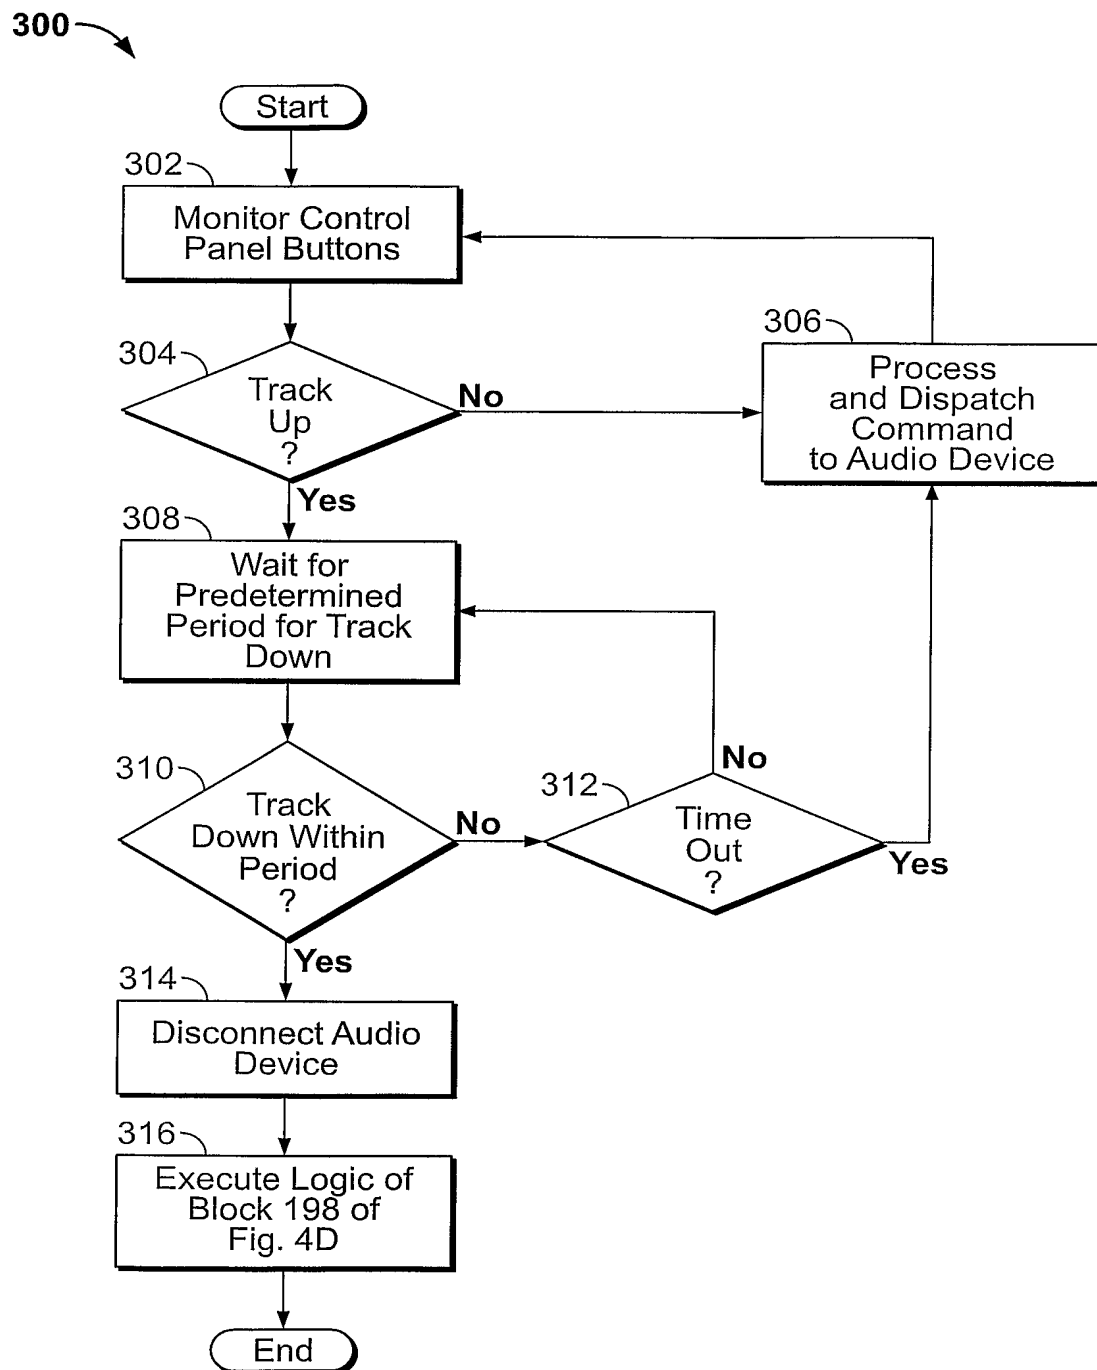 300
Start
302
Monitor Control
Panel Buttons
304
Track
Up
?
No
Yes
306
Process
and Dispatch
Command
to Audio Device
308
Wait for
Predetermined
Period for Track
Down
310
Track
Down Within
Period
?
No
Yes
312
Time
Out
?
No
Yes
314
Disconnect Audio
Device
316
Execute Logic of
Block 198 of
Fig. 4D
End